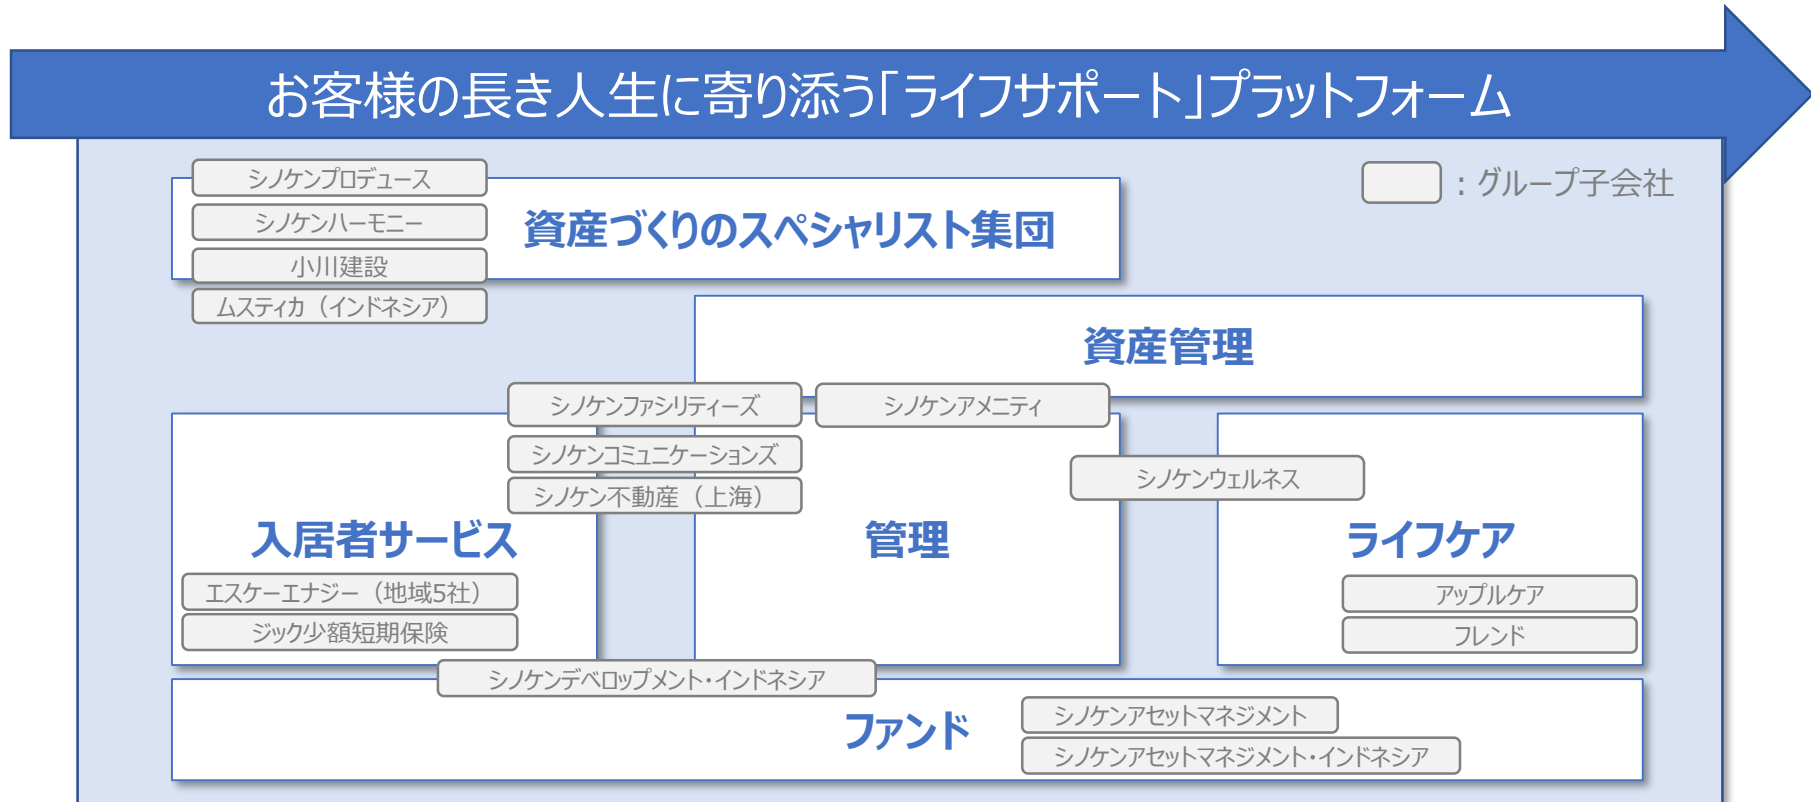 お客様の長き人生に寄り添う「ライフサポート」プラットフォーム
：グループ子会社
シノケンプロデュース
シノケンハーモニー
小川建設
ムスティカ（インドネシア）
資産づくりのスペシャリスト集団
資産管理
シノケンファシリティーズ
シノケンアメニティ
シノケンコミュニケーションズ
シノケン不動産（上海）
シノケンウェルネス
入居者サービス
管理
ライフケア
エスケーエナジー（地域5社）
ジック少額短期保険
アップルケア
フレンド
シノケンデベロップメント・インドネシア
ファンド
シノケンアセットマネジメント
シノケンアセットマネジメント・インドネシア